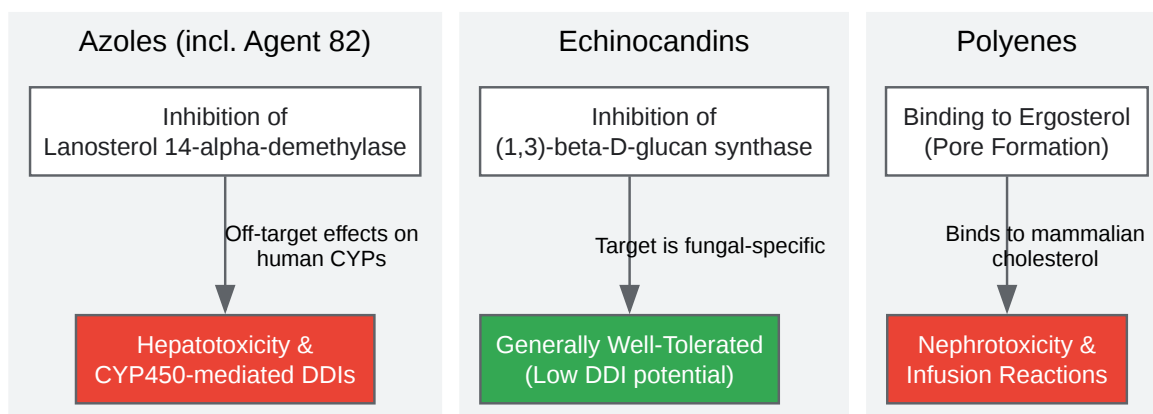 Azoles (incl. Agent 82)
Inhibition of
Lanosterol 14-alpha-demethylase
Off-target effects on
human CYPs
Hepatotoxicity &
CYP450-mediated DDIs
Echinocandins
Inhibition of
(1,3)-beta-D-glucan synthase
Target is fungal-specific
Generally Well-Tolerated
(Low DDI potential)
Polyenes
Binding to Ergosterol
(Pore Formation)
Binds to mammalian
cholesterol
Nephrotoxicity &
Infusion Reactions